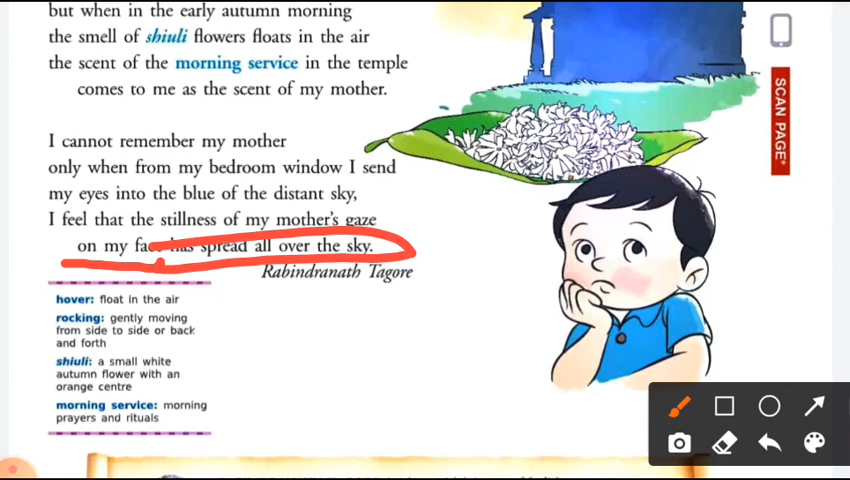 but when in the early autumn morning
the smell of shiuli flowers floats in the air
the scent of the morning service in the temple
comes to me as the scent of my mother.
I cannot remember my mother
only when from my bedroom window I send
my eyes into the blue of the distant sky,
I feel that the stillness of my mother's gaze
on my face has spread all over the sky.
Rabindranath Tagore
hover: float in the air
rocking: gently moving
from side to side or back
and forth
shiuli: a small white
autumn flower with an
orange centre
morning service: morning
prayers and rituals
SCAN PAGE